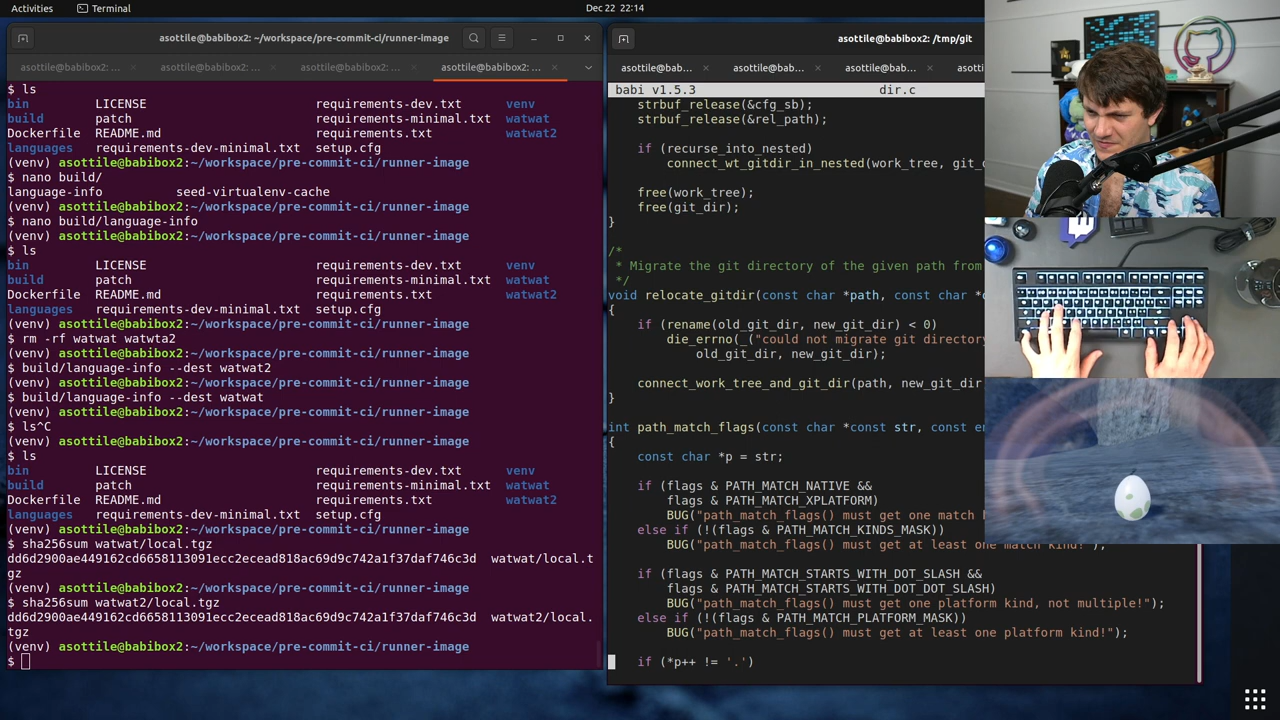 Activities
Terminal
Dec 22 22:14
asottile@babibox2: ~/workspace/pre-commit-ci/runner-image
asottile@babibox2: ~...
asottile@babibox2: ~...
asottile@babibox2: ~...
asottile@babibox2: ~...
$ ls
bin LICENSE requirements-dev.txt venv
build patch requirements-minimal.txt watwat
Dockerfile README.md requirements.txt watwat2
languages requirements-dev-minimal.txt setup.cfg
(venv) asottile@babibox2:~/workspace/pre-commit-ci/runner-image
$ nano build/
language-info seed-virtualenv-cache
(venv) asottile@babibox2:~/workspace/pre-commit-ci/runner-image
$ nano build/language-info
(venv) asottile@babibox2:~/workspace/pre-commit-ci/runner-image
$ ls
bin LICENSE requirements-dev.txt venv
build patch requirements-minimal.txt watwat
Dockerfile README.md requirements.txt watwat2
languages requirements-dev-minimal.txt setup.cfg
(venv) asottile@babibox2:~/workspace/pre-commit-ci/runner-image
$ rm -rf watwat watwta2
(venv) asottile@babibox2:~/workspace/pre-commit-ci/runner-image
$ build/language-info --dest watwat2
(venv) asottile@babibox2:~/workspace/pre-commit-ci/runner-image
$ build/language-info --dest watwat
(venv) asottile@babibox2:~/workspace/pre-commit-ci/runner-image
$ ls^C
(venv) asottile@babibox2:~/workspace/pre-commit-ci/runner-image
$ ls
bin LICENSE requirements-dev.txt venv
build patch requirements-minimal.txt watwat
Dockerfile README.md requirements.txt watwat2
languages requirements-dev-minimal.txt setup.cfg
(venv) asottile@babibox2:~/workspace/pre-commit-ci/runner-image
$ sha256sum watwat/local.tgz
dd6d2900ae449162cd6658113091ecc2ecead818ac69d9c742a1f37daf746c3d watwat/local.t
gz
(venv) asottile@babibox2:~/workspace/pre-commit-ci/runner-image
$ sha256sum watwat2/local.tgz
dd6d2900ae449162cd6658113091ecc2ecead818ac69d9c742a1f37daf746c3d watwat2/local.
tgz
(venv) asottile@babibox2:~/workspace/pre-commit-ci/runner-image
$
asottile@babibox2: /tmp/git
asottile@bab...
asottile@bab...
asottile@bab...
asotti
babi v1.5.3 dir.c
strbuf_release(&cfg_sb);
strbuf_release(&rel_path);
if (recurse_into_nested)
connect_wt_gitdir_in_nested(work_tree, git_d
free(work_tree);
free(git_dir);
}
/*
* Migrate the git directory of the given path from
*/
void relocate_gitdir(const char *path, const char *o
{
if (rename(old_git_dir, new_git_dir) < 0)
die_errno(_("could not migrate git directory
old_git_dir, new_git_dir);
connect_work_tree_and_git_dir(path, new_git_dir
}
int path_match_flags(const char *const str, const en
{
const char *p = str;
if (flags & PATH_MATCH_NATIVE &&
flags & PATH_MATCH_XPLATFORM)
BUG("path_match_flags() must get one match k
else if (!(flags & PATH_MATCH_KINDS_MASK))
BUG("path_match_flags() must get at least one match kind!");
if (flags & PATH_MATCH_STARTS_WITH_DOT_SLASH &&
flags & PATH_MATCH_STARTS_WITH_DOT_DOT_SLASH)
BUG("path_match_flags() must get one platform kind, not multiple!");
else if (!(flags & PATH_MATCH_PLATFORM_MASK))
BUG("path_match_flags() must get at least one platform kind!");
if (*p++ != '.')